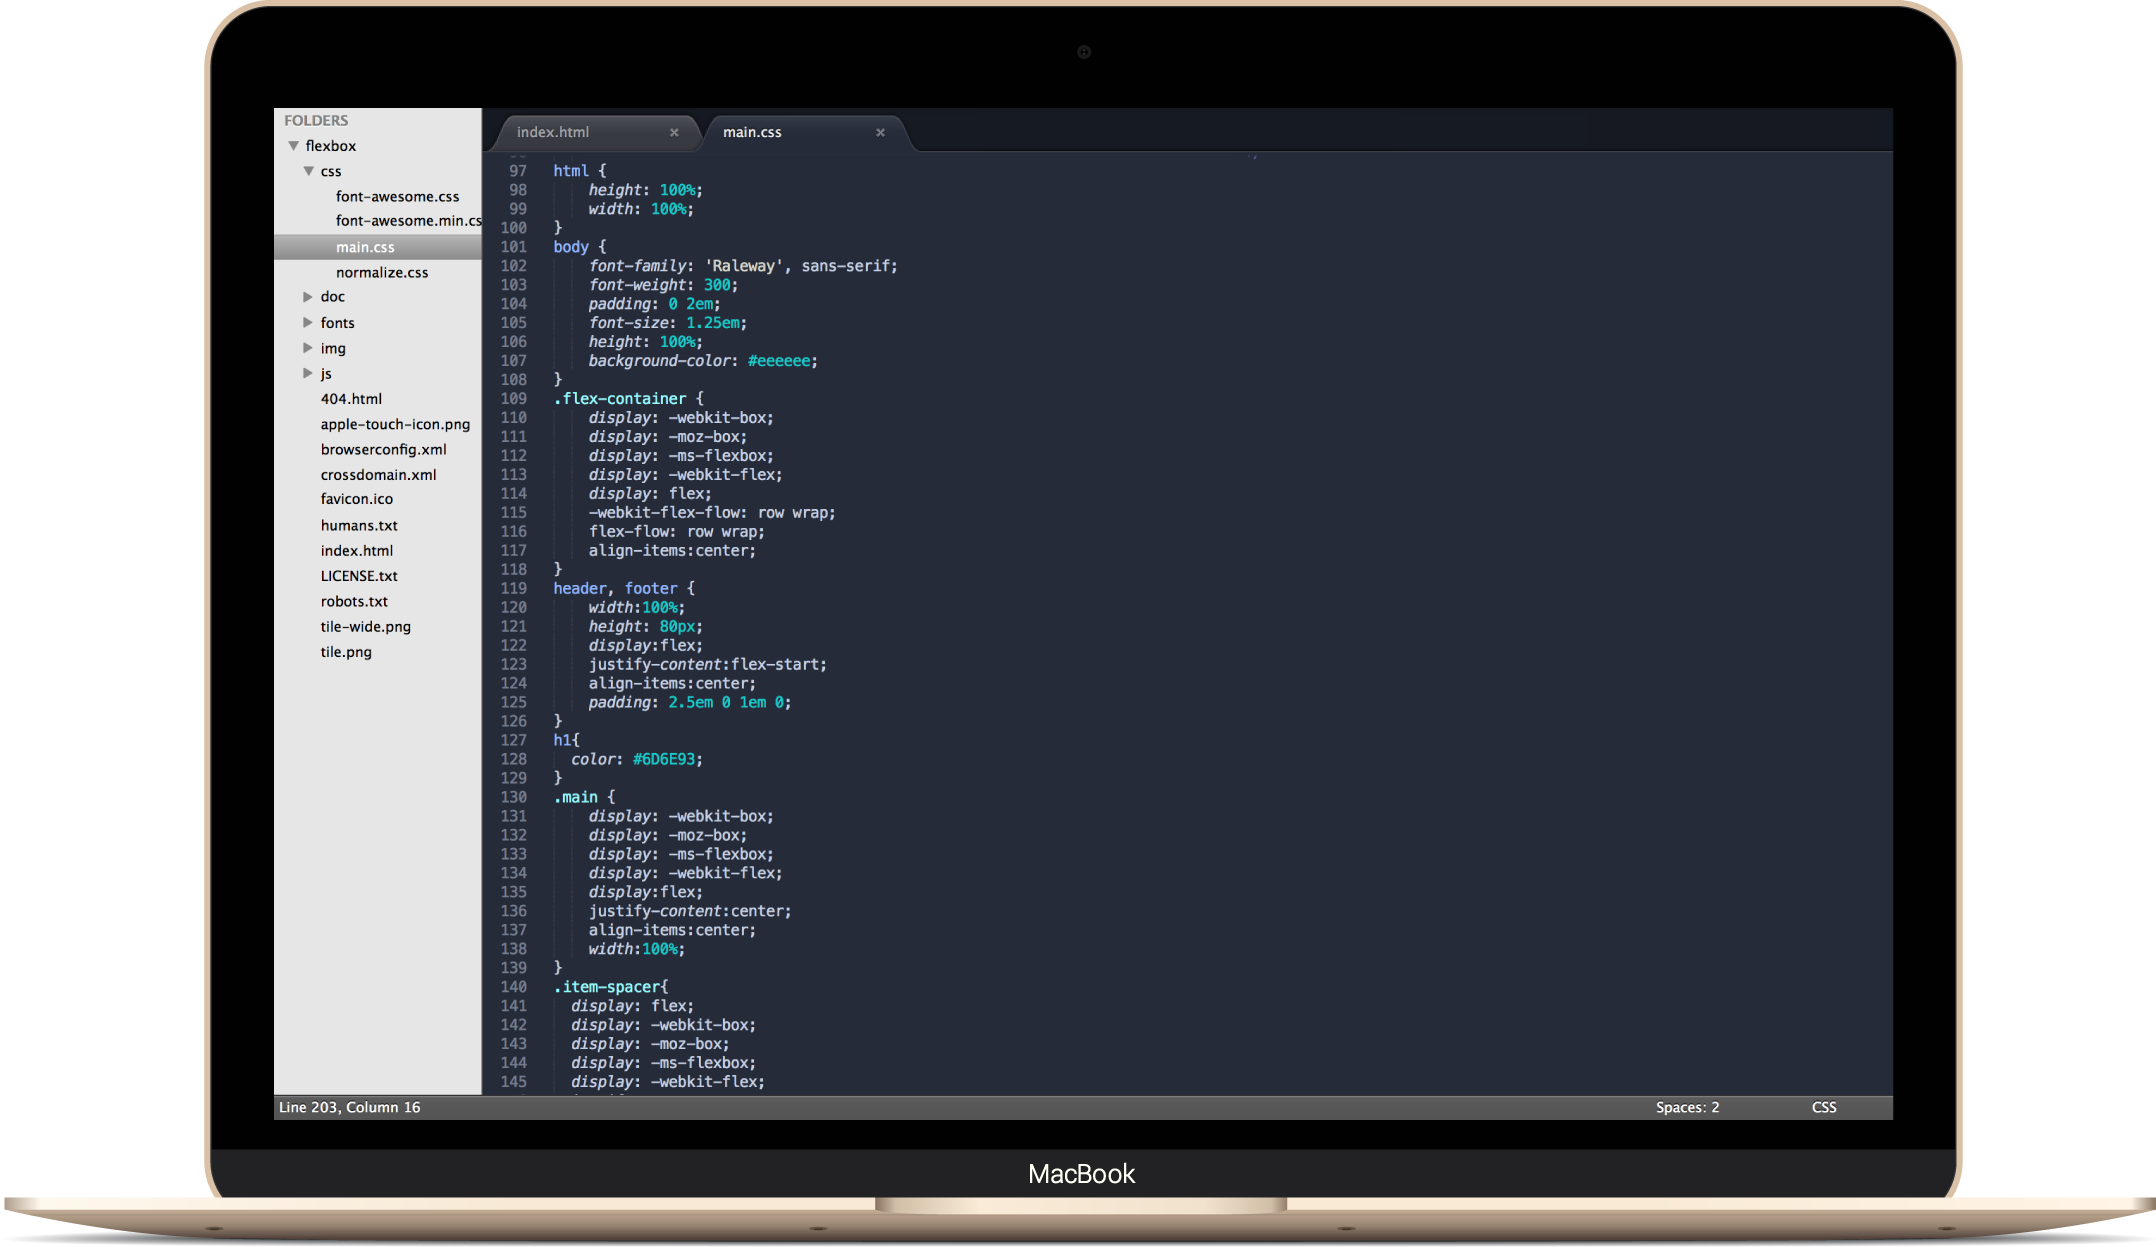 FOLDERS
flexbox
css
font-awesome.css
font-awesome.min.cs
main.css
normalize.css
doc
fonts
img
js
404.html
apple-touch-icon.png
browserconfig.xml
crossdomain.xml
favicon.ico
humans.txt
index.html
LICENSE.txt
robots.txt
tile-wide.png
tile.png
index.html × main.css ×
97 html {
98 height: 100%;
99 width: 100%;
100 }
101 body {
102 font-family: 'Raleway', sans-serif;
103 font-weight: 300;
104 padding: 0 2em;
105 font-size: 1.25em;
106 height: 100%;
107 background-color: #eeeeee;
108 }
109 .flex-container {
110 display: -webkit-box;
111 display: -moz-box;
112 display: -ms-flexbox;
113 display: -webkit-flex;
114 display: flex;
115 -webkit-flex-flow: row wrap;
116 flex-flow: row wrap;
117 align-items:center;
118 }
119 header, footer {
120 width:100%;
121 height: 80px;
122 display:flex;
123 justify-content:flex-start;
124 align-items:center;
125 padding: 2.5em 0 1em 0;
126 }
127 h1{
128 color: #6D6E93;
129 }
130 .main {
131 display: -webkit-box;
132 display: -moz-box;
133 display: -ms-flexbox;
134 display: -webkit-flex;
135 display:flex;
136 justify-content:center;
137 align-items:center;
138 width:100%;
139 }
140 .item-spacer{
141 display: flex;
142 display: -webkit-box;
143 display: -moz-box;
144 display: -ms-flexbox;
145 display: -webkit-flex;
Line 203, Column 16 Spaces: 2 CSS
MacBook